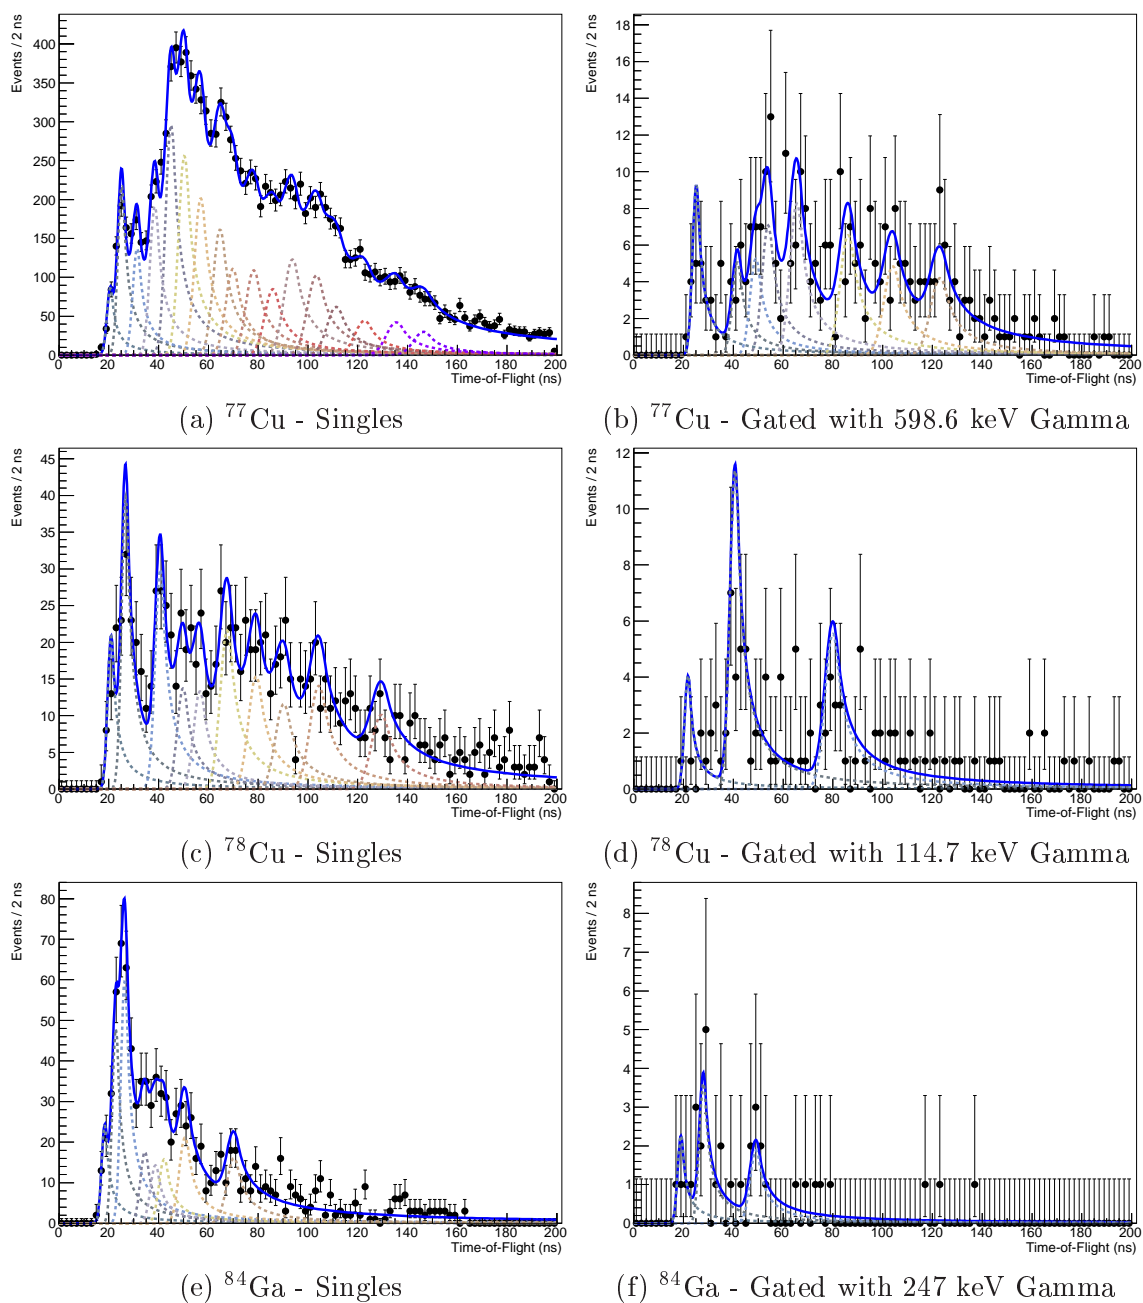 Events / 2 ns
400
350
300
250
200
150
100
50
0
0 20 40 60 80 100 120 140 160 180 200
Time-of-Flight (ns)
(a) ⁷⁷Cu - Singles
Events / 2 ns
18
16
14
12
10
8
6
4
2
0
0 20 40 60 80 100 120 140 160 180 200
Time-of-Flight (ns)
(b) ⁷⁷Cu - Gated with 598.6 keV Gamma
Events / 2 ns
45
40
35
30
25
20
15
10
5
0
0 20 40 60 80 100 120 140 160 180 200
Time-of-Flight (ns)
(c) ⁷⁸Cu - Singles
Events / 2 ns
12
10
8
6
4
2
0
0 20 40 60 80 100 120 140 160 180 200
Time-of-Flight (ns)
(d) ⁷⁸Cu - Gated with 114.7 keV Gamma
Events / 2 ns
80
70
60
50
40
30
20
10
0
0 20 40 60 80 100 120 140 160 180 200
Time-of-Flight (ns)
(e) ⁸⁴Ga - Singles
Events / 2 ns
8
7
6
5
4
3
2
1
0
0 20 40 60 80 100 120 140 160 180 200
Time-of-Flight (ns)
(f) ⁸⁴Ga - Gated with 247 keV Gamma